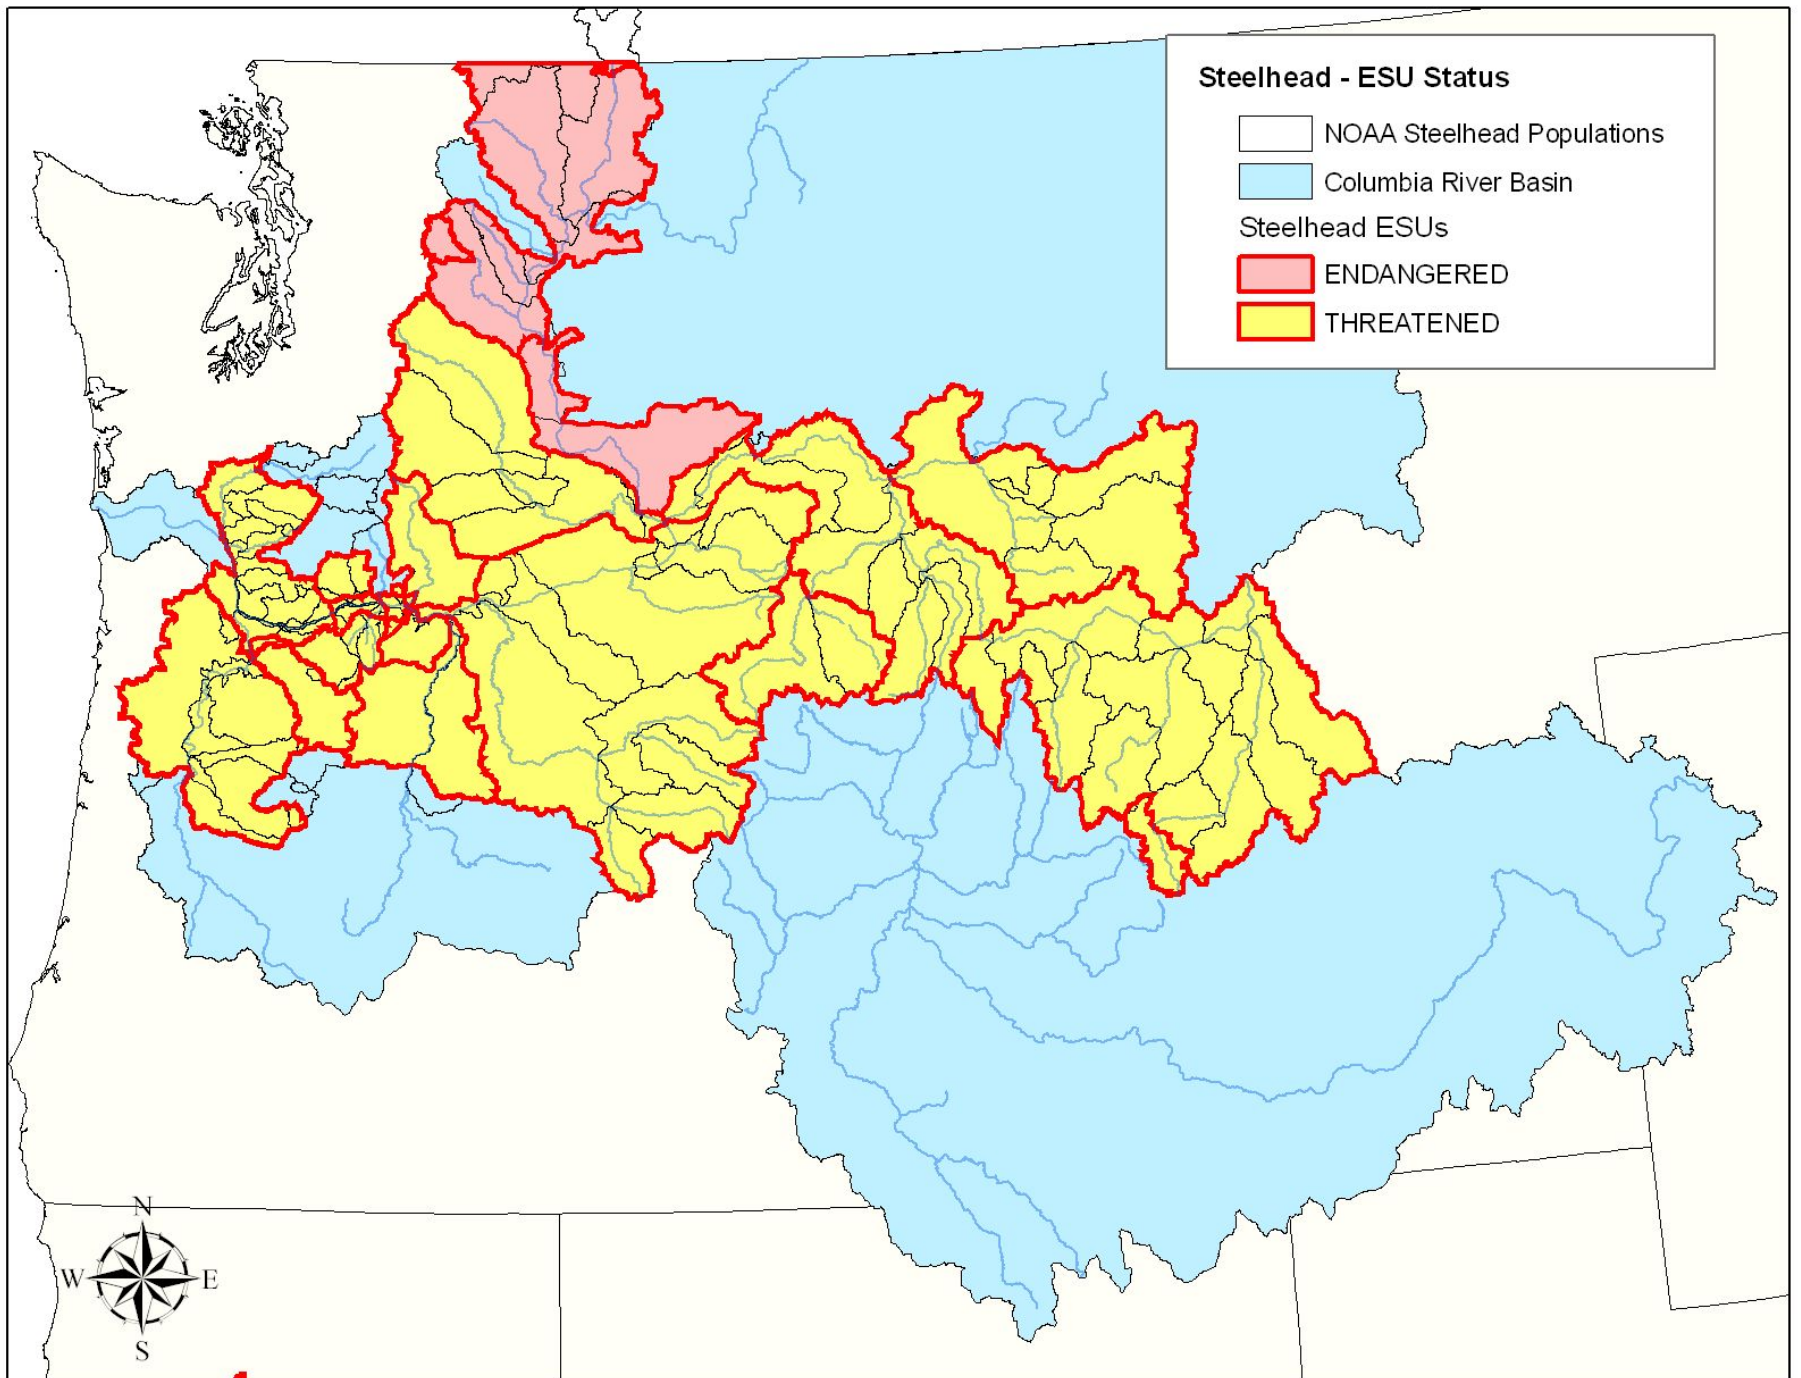 Steelhead - ESU Status
NOAA Steelhead Populations
Columbia River Basin
Steelhead ESUs
ENDANGERED
THREATENED
N
W E
S